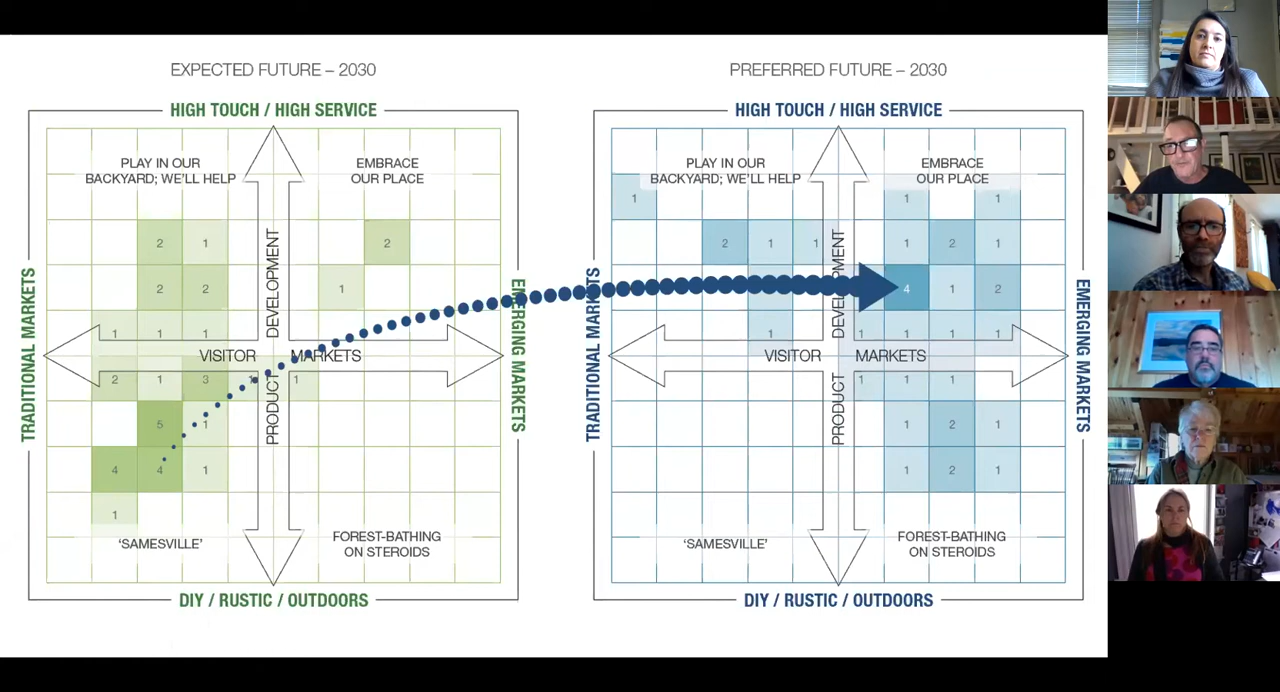 EXPECTED FUTURE – 2030
HIGH TOUCH / HIGH SERVICE
PLAY IN OUR
BACKYARD; WE'LL HELP
EMBRACE
OUR PLACE
2 1 2
2 2 1
1 1 1
TRADITIONAL MARKETS
EMERGING MARKETS
PRODUCT DEVELOPMENT
VISITOR MARKETS
2 1 3 1 1
5 1
4 4 1
1
'SAMESVILLE'
FOREST-BATHING
ON STEROIDS
DIY / RUSTIC / OUTDOORS
PREFERRED FUTURE – 2030
HIGH TOUCH / HIGH SERVICE
PLAY IN OUR
BACKYARD; WE'LL HELP
EMBRACE
OUR PLACE
1 1 1
2 1 1 1 2 1
4 1 2
1 1 1 1 1
TRADITIONAL MARKETS
EMERGING MARKETS
PRODUCT DEVELOPMENT
VISITOR MARKETS
1 1 1
1 2 1
1 2 1
'SAMESVILLE'
FOREST-BATHING
ON STEROIDS
DIY / RUSTIC / OUTDOORS